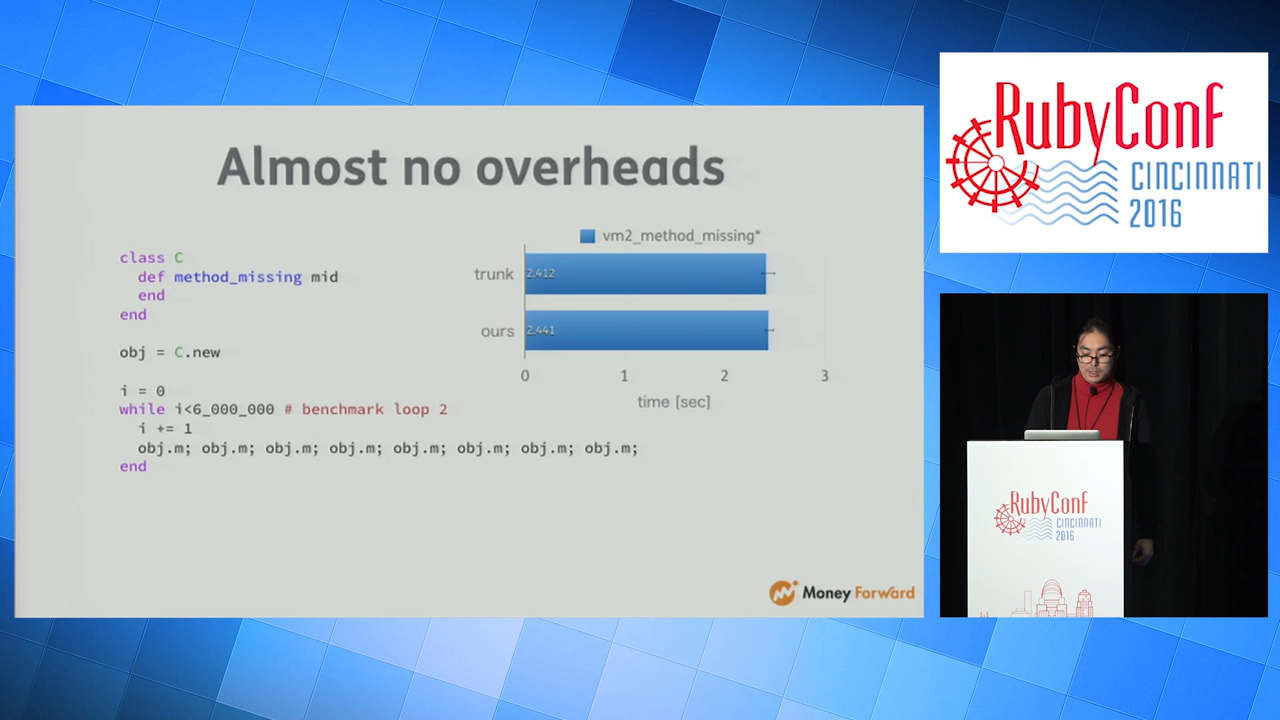 Almost no overheads
class C
def method_missing mid
end
end
obj = C.new
i = 0
while i<6_000_000 # benchmark loop 2
i += 1
obj.m; obj.m; obj.m; obj.m; obj.m; obj.m; obj.m; obj.m;
end
vm2_method_missing*
trunk
2.412
ours
2.441
0 1 2 3
time [sec]
Money Forward
RubyConf
CINCINNATI
2016
RubyConf
CINCINNATI
2016